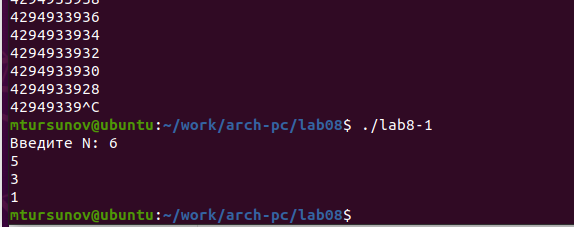 4294933938
4294933936
4294933934
4294933932
4294933930
4294933928
42949339^C
mtursunov@ubuntu:~/work/arch-pc/lab08$ ./lab8-1
Введите N: 6
5
3
1
mtursunov@ubuntu:~/work/arch-pc/lab08$